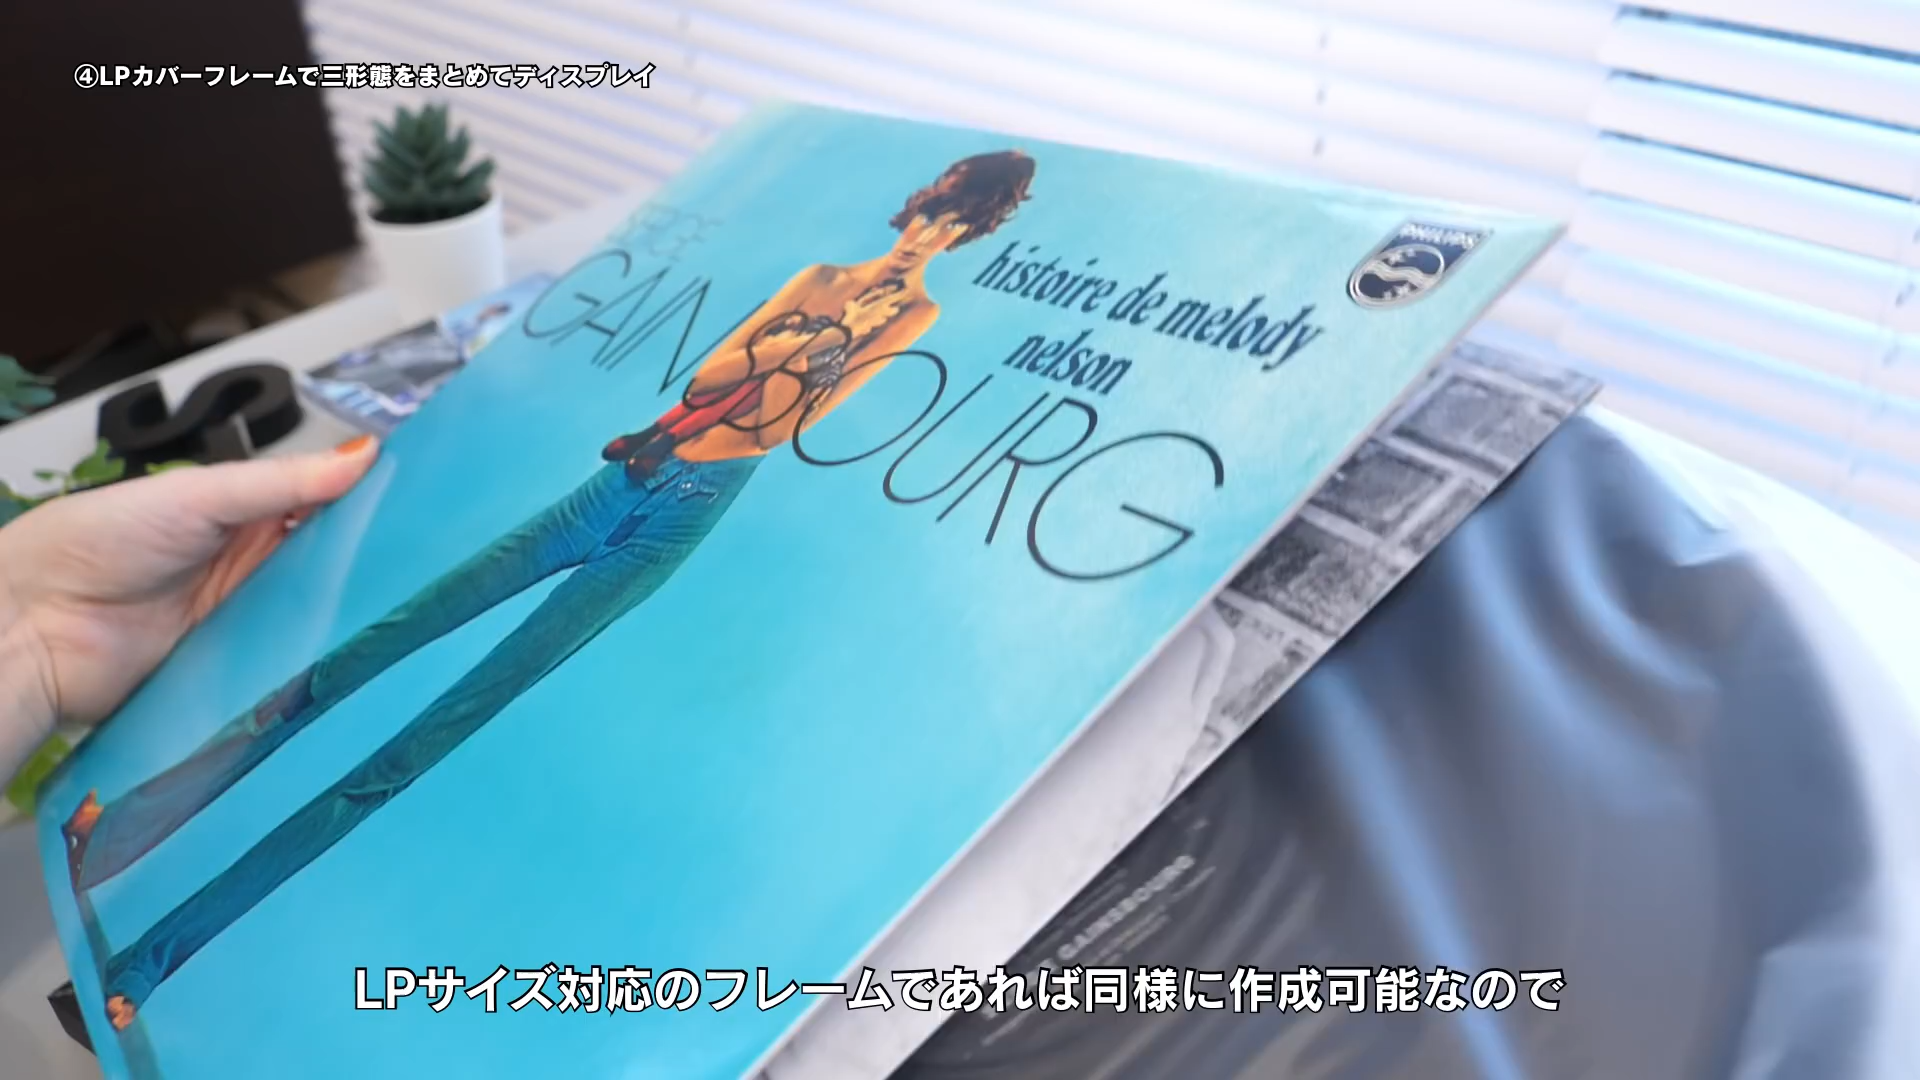 ④LPカバーフレームで三形態をまとめてディスプレイ
SERGE
GAINSBOURG
histoire de melody
nelson
PHILIPS
GAINSBOURG
LPサイズ対応のフレームであれば同様に作成可能なので